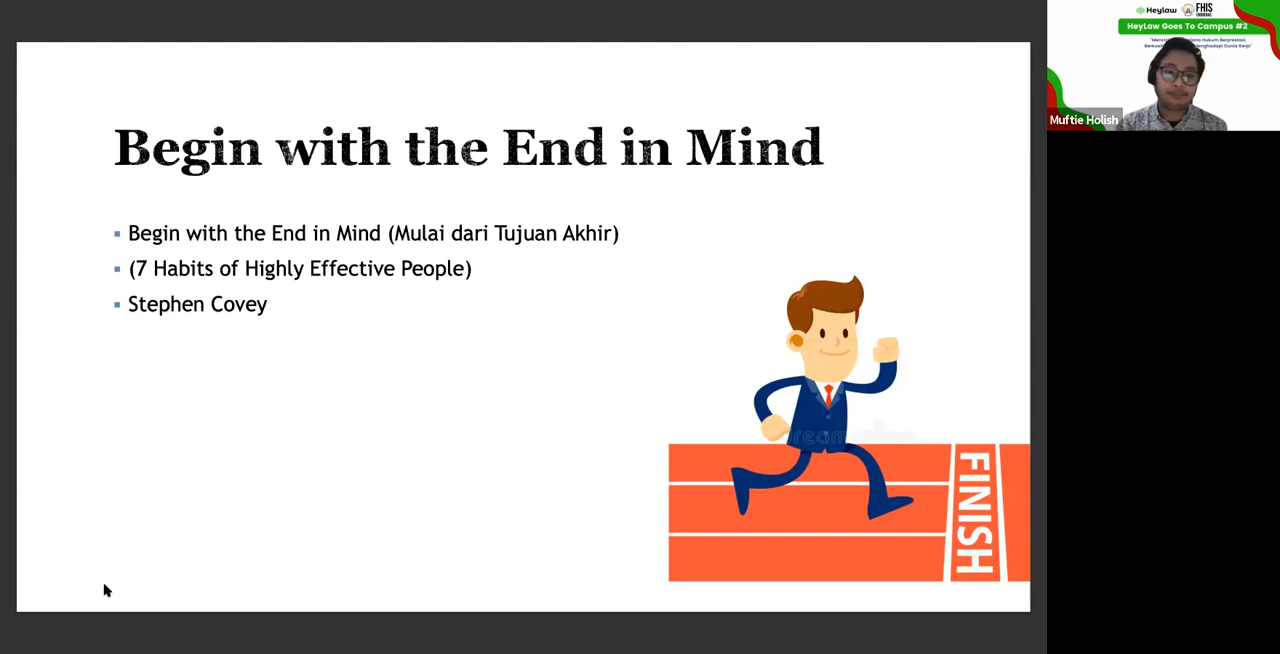 Begin with the End in Mind
Begin with the End in Mind (Mulai dari Tujuan Akhir)
(7 Habits of Highly Effective People)
Stephen Covey
FINISH
Heylaw
FHIS
HeyLaw Goes To Campus #2
Muftie Holish